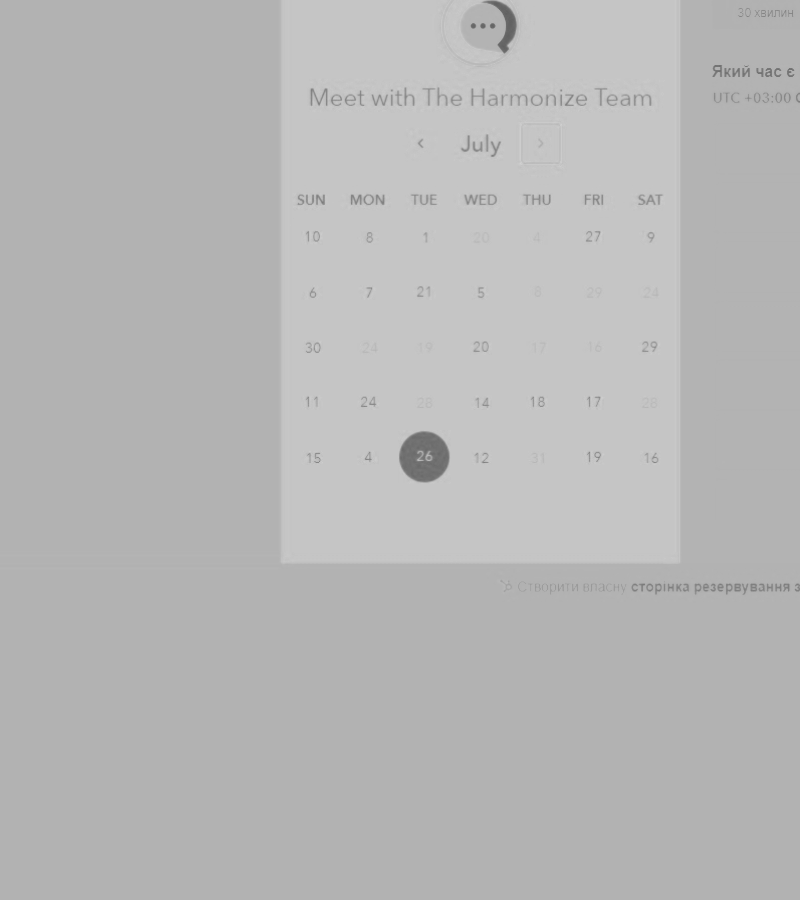 30 хвилин
Який час є
UTC +03:00
Meet with The Harmonize Team
July
SUN MON TUE WED THU FRI SAT
10 8 1 20 4 27 9
6 7 21 5 8 29 24
30 24 19 20 17 16 29
11 24 28 14 18 17 28
15 4 26 12 31 19 16
Створити власну сторінка резервування з